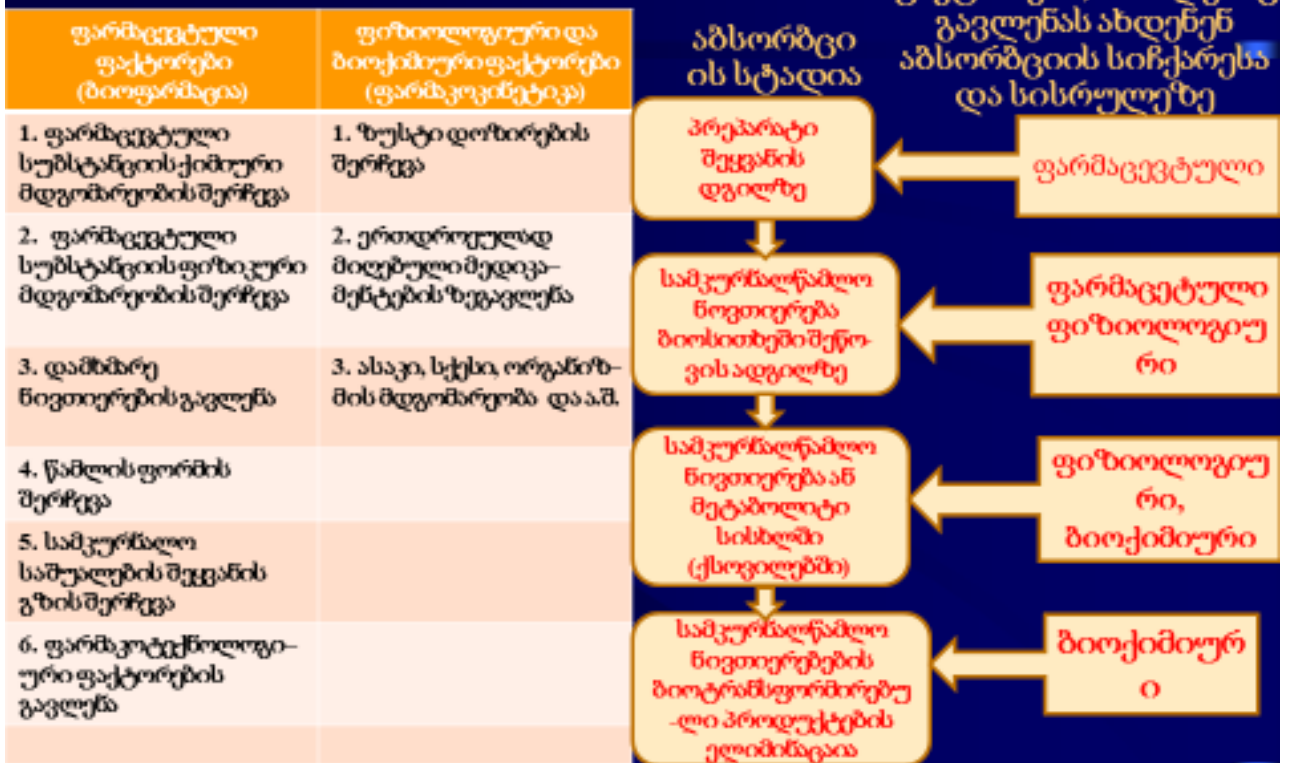 ფარმაცევტული
ფაქტორები
(ბიოფარმაცია)
ფიზიოლოგიური და
ბიოქიმიური ფაქტორები
(ფარმაკოკინეტიკა)
1. ფარმაცევტული
სუბსტანციის ქიმიური
მდგომარეობის შერჩევა
1. ზუსტი დოზირების
შერჩევა
2. ფარმაცევტული
სუბსტანციის ფიზიკური
მდგომარეობის შერჩევა
2. ერთდროეულად
მიღებული მედიკა–
მენტების ზეგავლენა
3. დამხმარე
ნივთიერების გავლენა
3. ასაკი, სქესი, ორგანიზ–
მის მდგომარეობა და ა.შ.
4. წამლის ფორმის
შერჩევა
5. სამკურნალო
საშუალების შეყვანის
გზის შერჩევა
6. ფარმაკოტექნოლოგი–
ური ფაქტორების
გავლენა
აბსორბცი
ის სტადია
გავლენას ახდენენ
აბსორბციის სიჩქარესა
და სისრულეზე
პრეპარატი
შეყვანის
დგილზე
ფარმაცევტული
სამკურნალწამლო
ნოვთიერება
ბიოსითხეში შეწო-
ვის ადგილზე
ფარმაცეტული
ფიზიოლოგიუ
რი
სამკურნალწამლო
ნივთიერება ან
მეტაბოლიტი
სისხლში
(ქსოვილებში)
ფიზიოლოგიუ
რი,
ბიოქიმიური
სამკურნალწამლო
ნივთიერებების
ბიოტრანსფორმირებუ
-ლი პროდუქტების
ელიმინაცაია
ბიოქიმიურ
ი